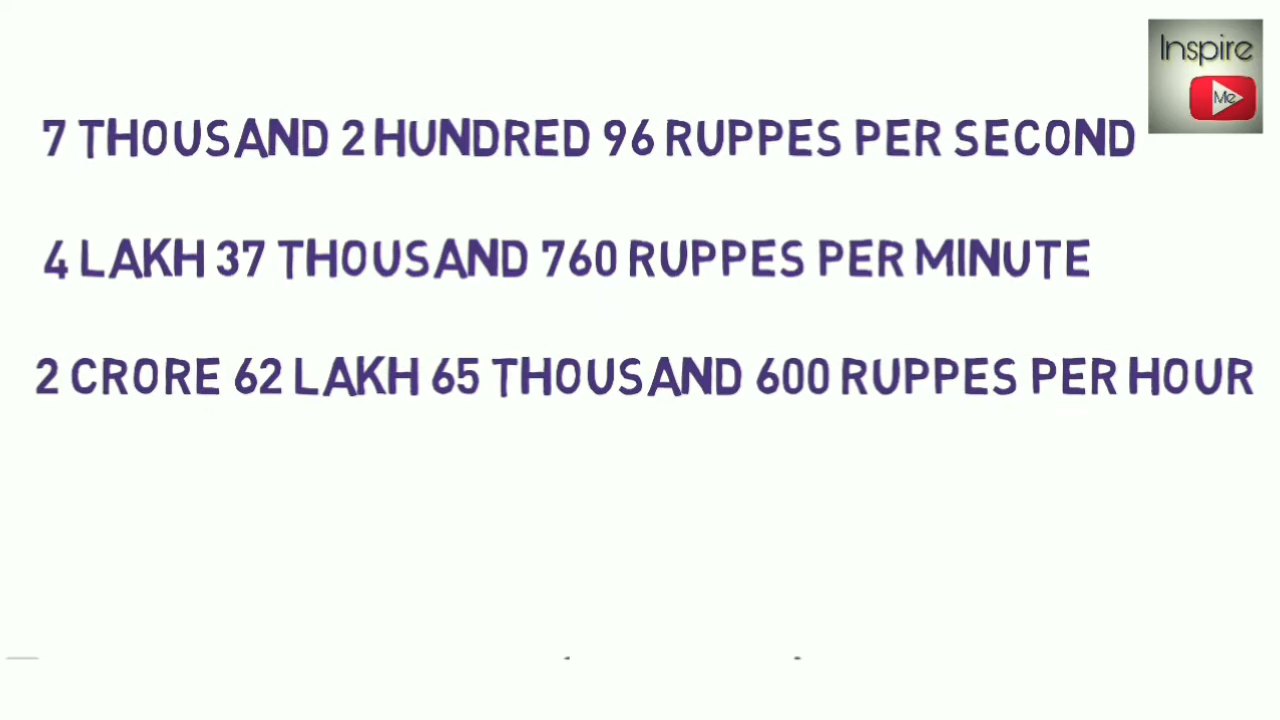 Inspire
Me
7 THOUSAND 2 HUNDRED 96 RUPPES PER SECOND
4 LAKH 37 THOUSAND 760 RUPPES PER MINUTE
2 CRORE 62 LAKH 65 THOUSAND 600 RUPPES PER HOUR